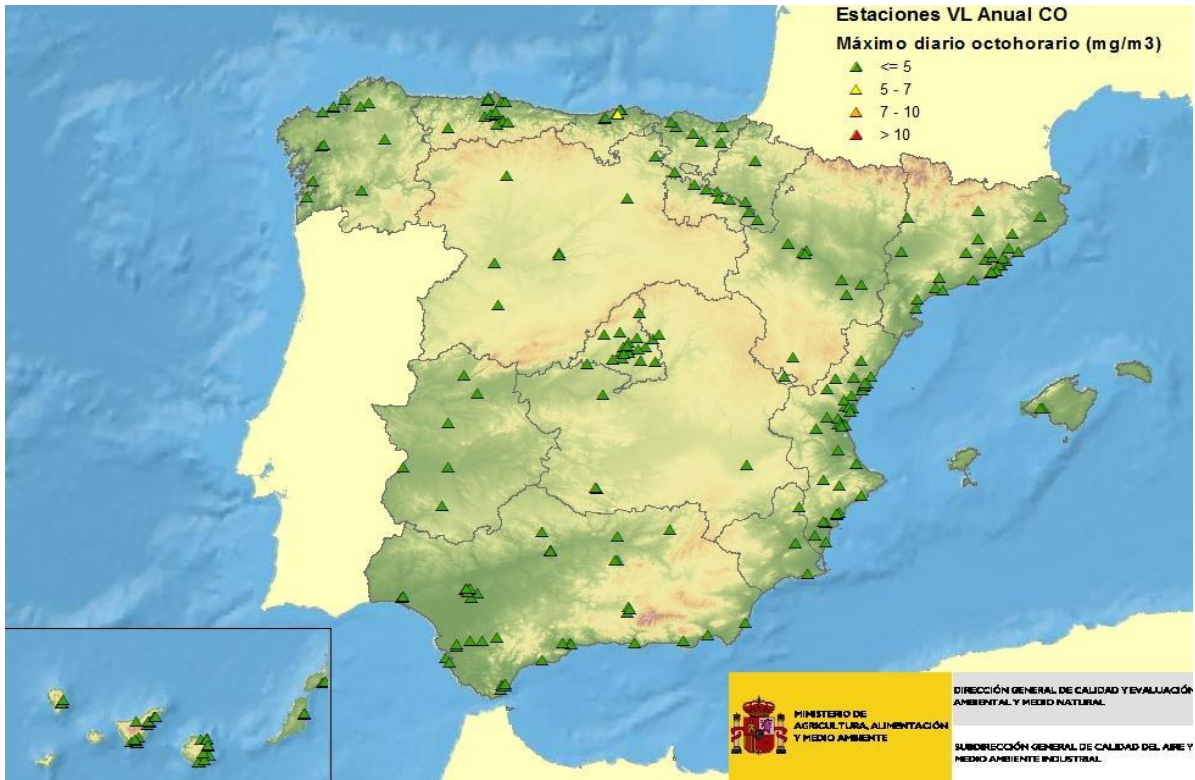 Estaciones VL Anual CO
Máximo diario octohorario (mg/m3)
<= 5
5 - 7
7 - 10
> 10
MINISTERIO DE
AGRICULTURA, ALIMENTACIÓN
Y MEDIO AMBIENTE
DIRECCIÓN GENERAL DE CALIDAD Y EVALUACIÓN
AMBIENTAL Y MEDIO NATURAL
SUBDIRECCIÓN GENERAL DE CALIDAD DEL AIRE Y
MEDIO AMBIENTE INDUSTRIAL